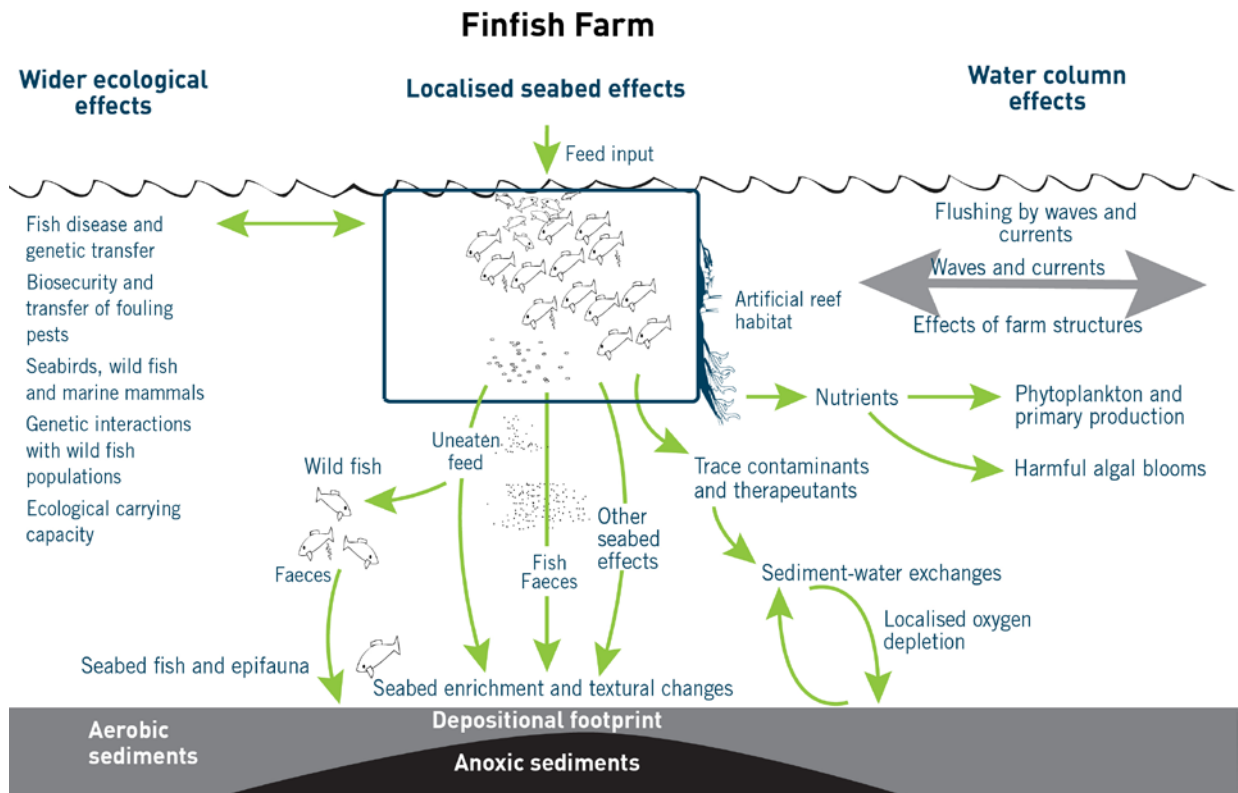 Finfish Farm
Wider ecological
effects
Localised seabed effects
Water column
effects
Feed input
Fish disease and
genetic transfer
Biosecurity and
transfer of fouling
pests
Seabirds, wild fish
and marine mammals
Genetic interactions
with wild fish
populations
Ecological carrying
capacity
Flushing by waves and
currents
Waves and currents
Effects of farm structures
Artificial reef
habitat
Nutrients
Phytoplankton and
primary production
Harmful algal blooms
Wild fish
Uneaten
feed
Trace contaminants
and therapeutants
Other
seabed
effects
Fish
Faeces
Faeces
Sediment-water exchanges
Localised oxygen
depletion
Seabed fish and epifauna
Seabed enrichment and textural changes
Aerobic
sediments
Depositional footprint
Anoxic sediments